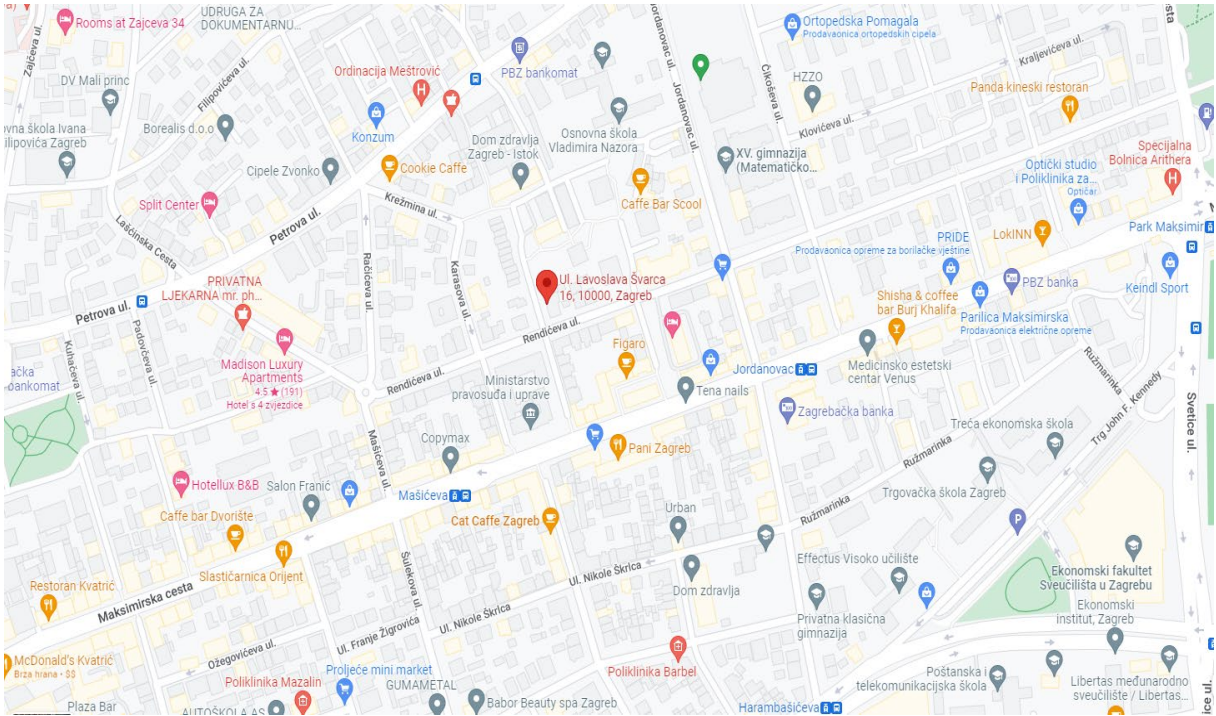 Rooms at Zajčeva 34
UDRUGA ZA
DOKUMENTARNU...
Zajčeva ul.
DV Mali princ
Filipovićeva ul.
Ordinacija Meštrović
PBZ bankomat
Jordanovac ul.
Jordanovac ul.
Ortopedska Pomagala
Prodavaonica ortopedskih cipela
Čikoševa ul.
HZZO
Kraljevićeva ul.
Panda kineski restoran
Klovićeva ul.
ovna škola Ivana
ilipovića Zagreb
Borealis d.o.o
Konzum
Dom zdravlja
Zagreb - Istok
Osnovna škola
Vladimira Nazora
XV. gimnazija
(Matematičko...
Specijalna
Bolnica Arithera
Optički studio
i Poliklinika za...
Optičar
Cipele Zvonko
Cookie Caffe
Caffe Bar Scool
Split Center
Krežmina ul.
Petrova ul.
Lašćinska Cesta
Račićeva ul.
Karasova ul.
PRIDE
Prodavaonica opreme za borilačke vještine
LokINN
Park Maksimir
PRIVATNA
LJEKARNA mr. ph...
Ul. Lavoslava Švarca
16, 10000, Zagreb
PBZ banka
Keindl Sport
Shisha & coffee
bar Burj Khalifa
Parilica Maksimirska
Prodavaonica električne opreme
Petrova ul.
Padovčeva ul.
Kuhačeva ul.
Rendićeva ul.
Figaro
Madison Luxury
Apartments
4.5 ★ (191)
Hotel s 4 zvjezdice
Rendićeva ul.
Ministarstvo
pravosuđa i uprave
Jordanovac
Tena nails
Medicinsko estetski
centar Venus
Ružmarinka
Trg John F. Kennedy
Svetice ul.
bankomat
Zagrebačka banka
Treća ekonomska škola
Copymax
Mašićeva ul.
Pani Zagreb
Ružmarinka
Hotellux B&B
Salon Franić
Mašićeva
Trgovačka škola Zagreb
Caffe bar Dvorište
Cat Caffe Zagreb
Urban
Ružmarinka
Slastičarnica Orijent
Šulekova ul.
Ul. Nikole Škrica
Effectus Visoko učilište
Ekonomski fakultet
Sveučilišta u Zagrebu
Restoran Kvatrić
Maksimirska cesta
Dom zdravlja
Privatna klasična
gimnazija
Ekonomski
institut, Zagreb
Ul. Franje Žigrovića
Ul. Nikole Škrica
Ožegovićeva ul.
McDonald's Kvatrić
Brza hrana · $$
Poliklinika Mazalin
Proljeće mini market
GUMAMETAL
Poliklinika Barbel
Poštanska i
telekomunikacijska škola
Libertas međunarodno
sveučilište / Libertas...
Plaza Bar
AUTOŠKOLA AS
Babor Beauty spa Zagreb
Harambašićeva
ice ul.